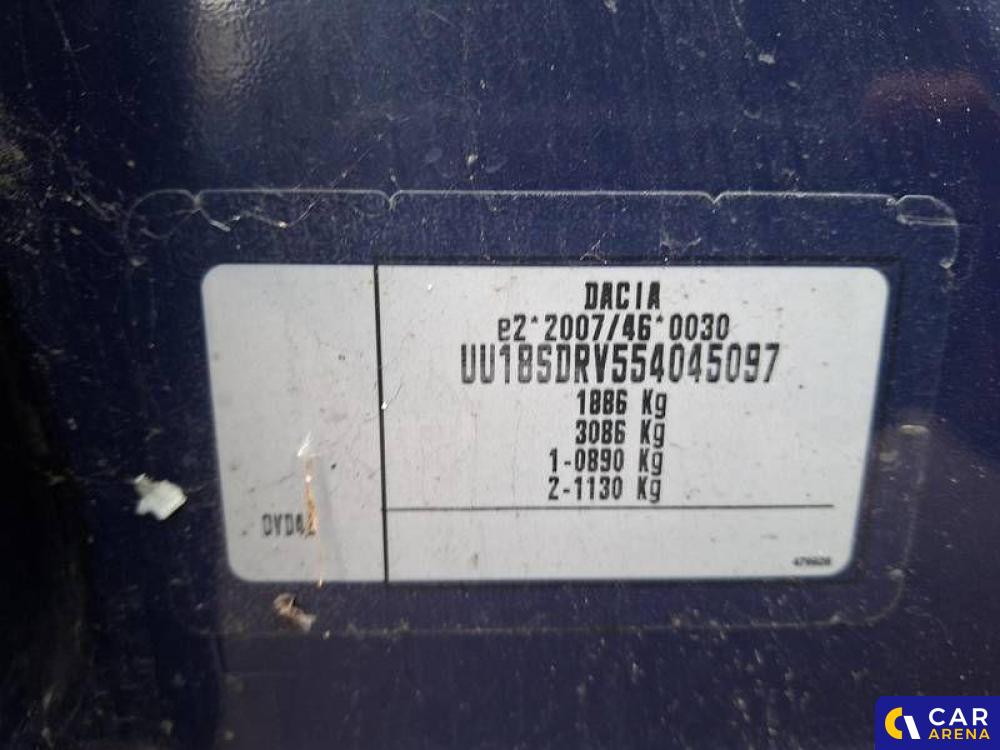 DACIA
e2*2007/46*0030
UU18SDRV554045097
1886 Kg
3086 Kg
1-0890 Kg
2-1130 Kg
CAR
ARENA